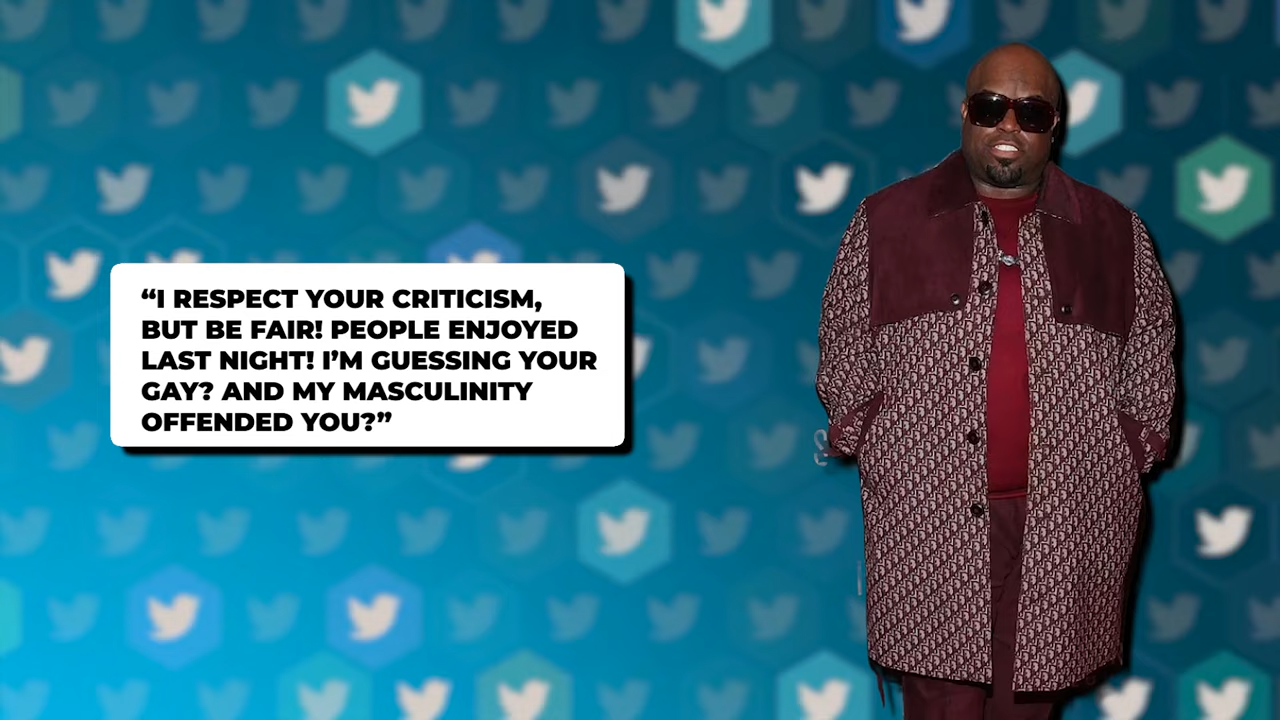 “I RESPECT YOUR CRITICISM,
BUT BE FAIR! PEOPLE ENJOYED
LAST NIGHT! I’M GUESSING YOUR
GAY? AND MY MASCULINITY
OFFENDED YOU?”